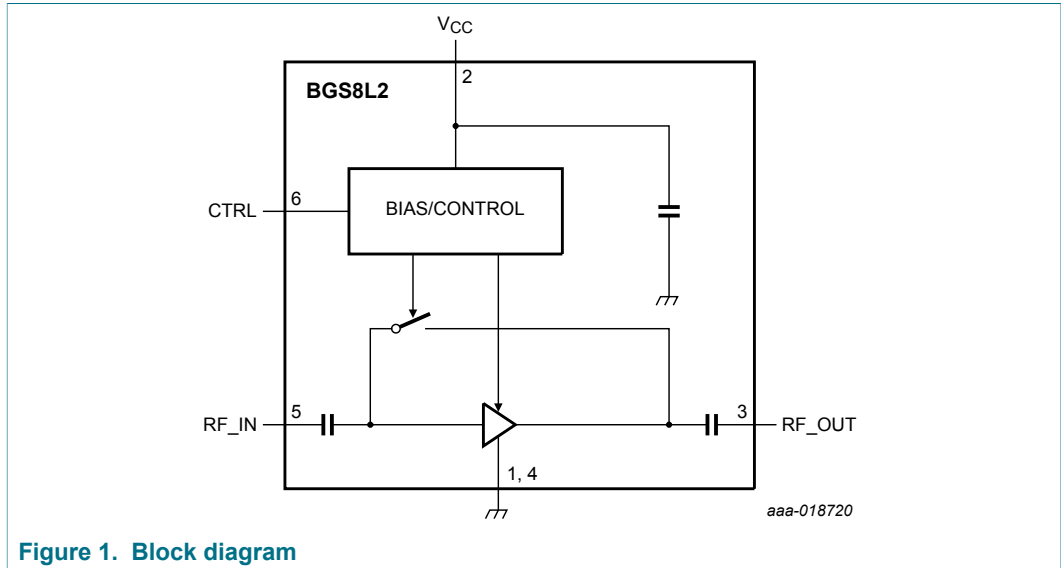 VCC
2
BGS8L2
CTRL
6
BIAS/CONTROL
RF_IN
5
3
RF_OUT
1, 4
aaa-018720
Figure 1. Block diagram